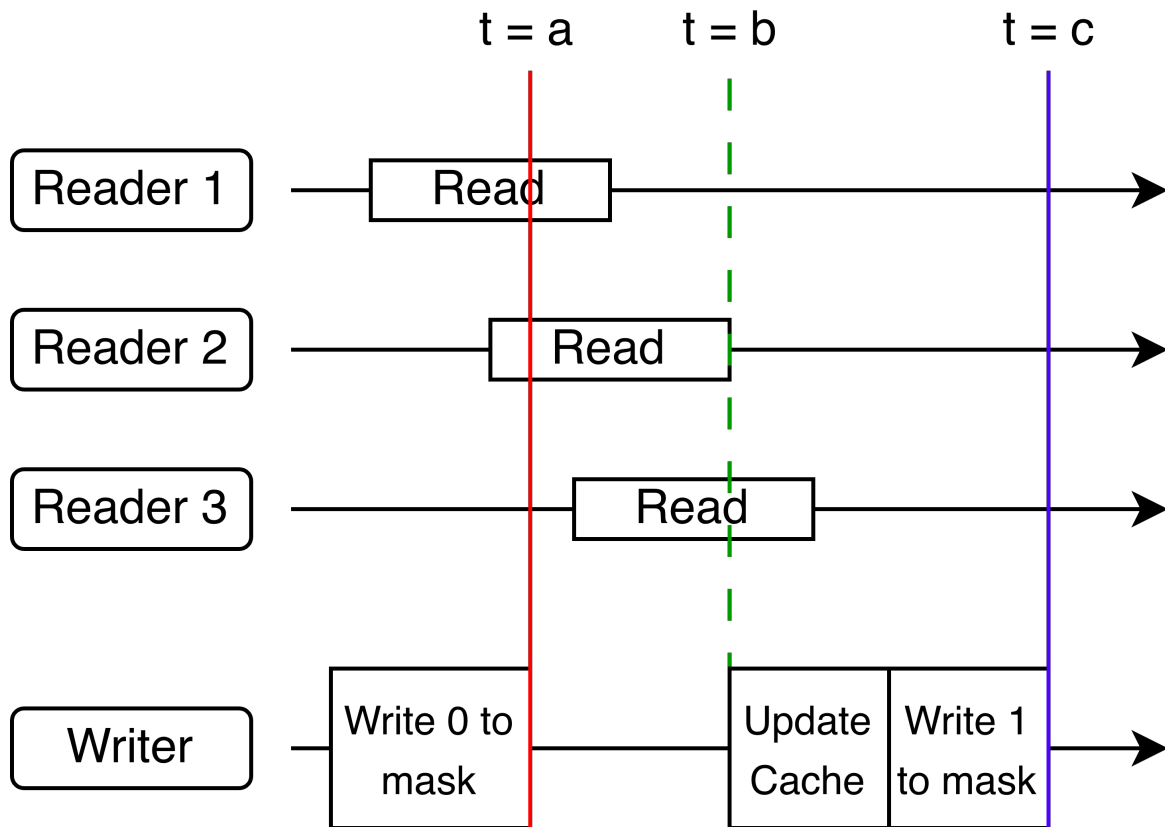 t = a
t = b
t = c
Reader 1
Read
Reader 2
Read
Reader 3
Read
Writer
Write 0 to
mask
Update
Cache
Write 1
to mask